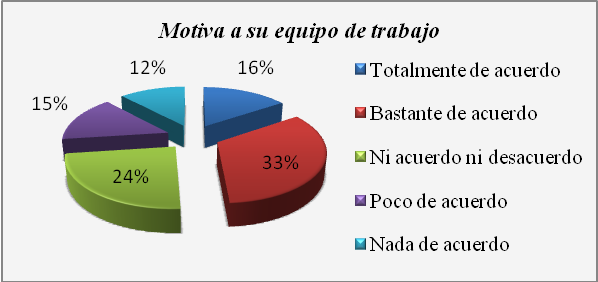 Motiva a su equipo de trabajo
12%
16%
15%
33%
24%
Totalmente de acuerdo
Bastante de acuerdo
Ni acuerdo ni desacuerdo
Poco de acuerdo
Nada de acuerdo